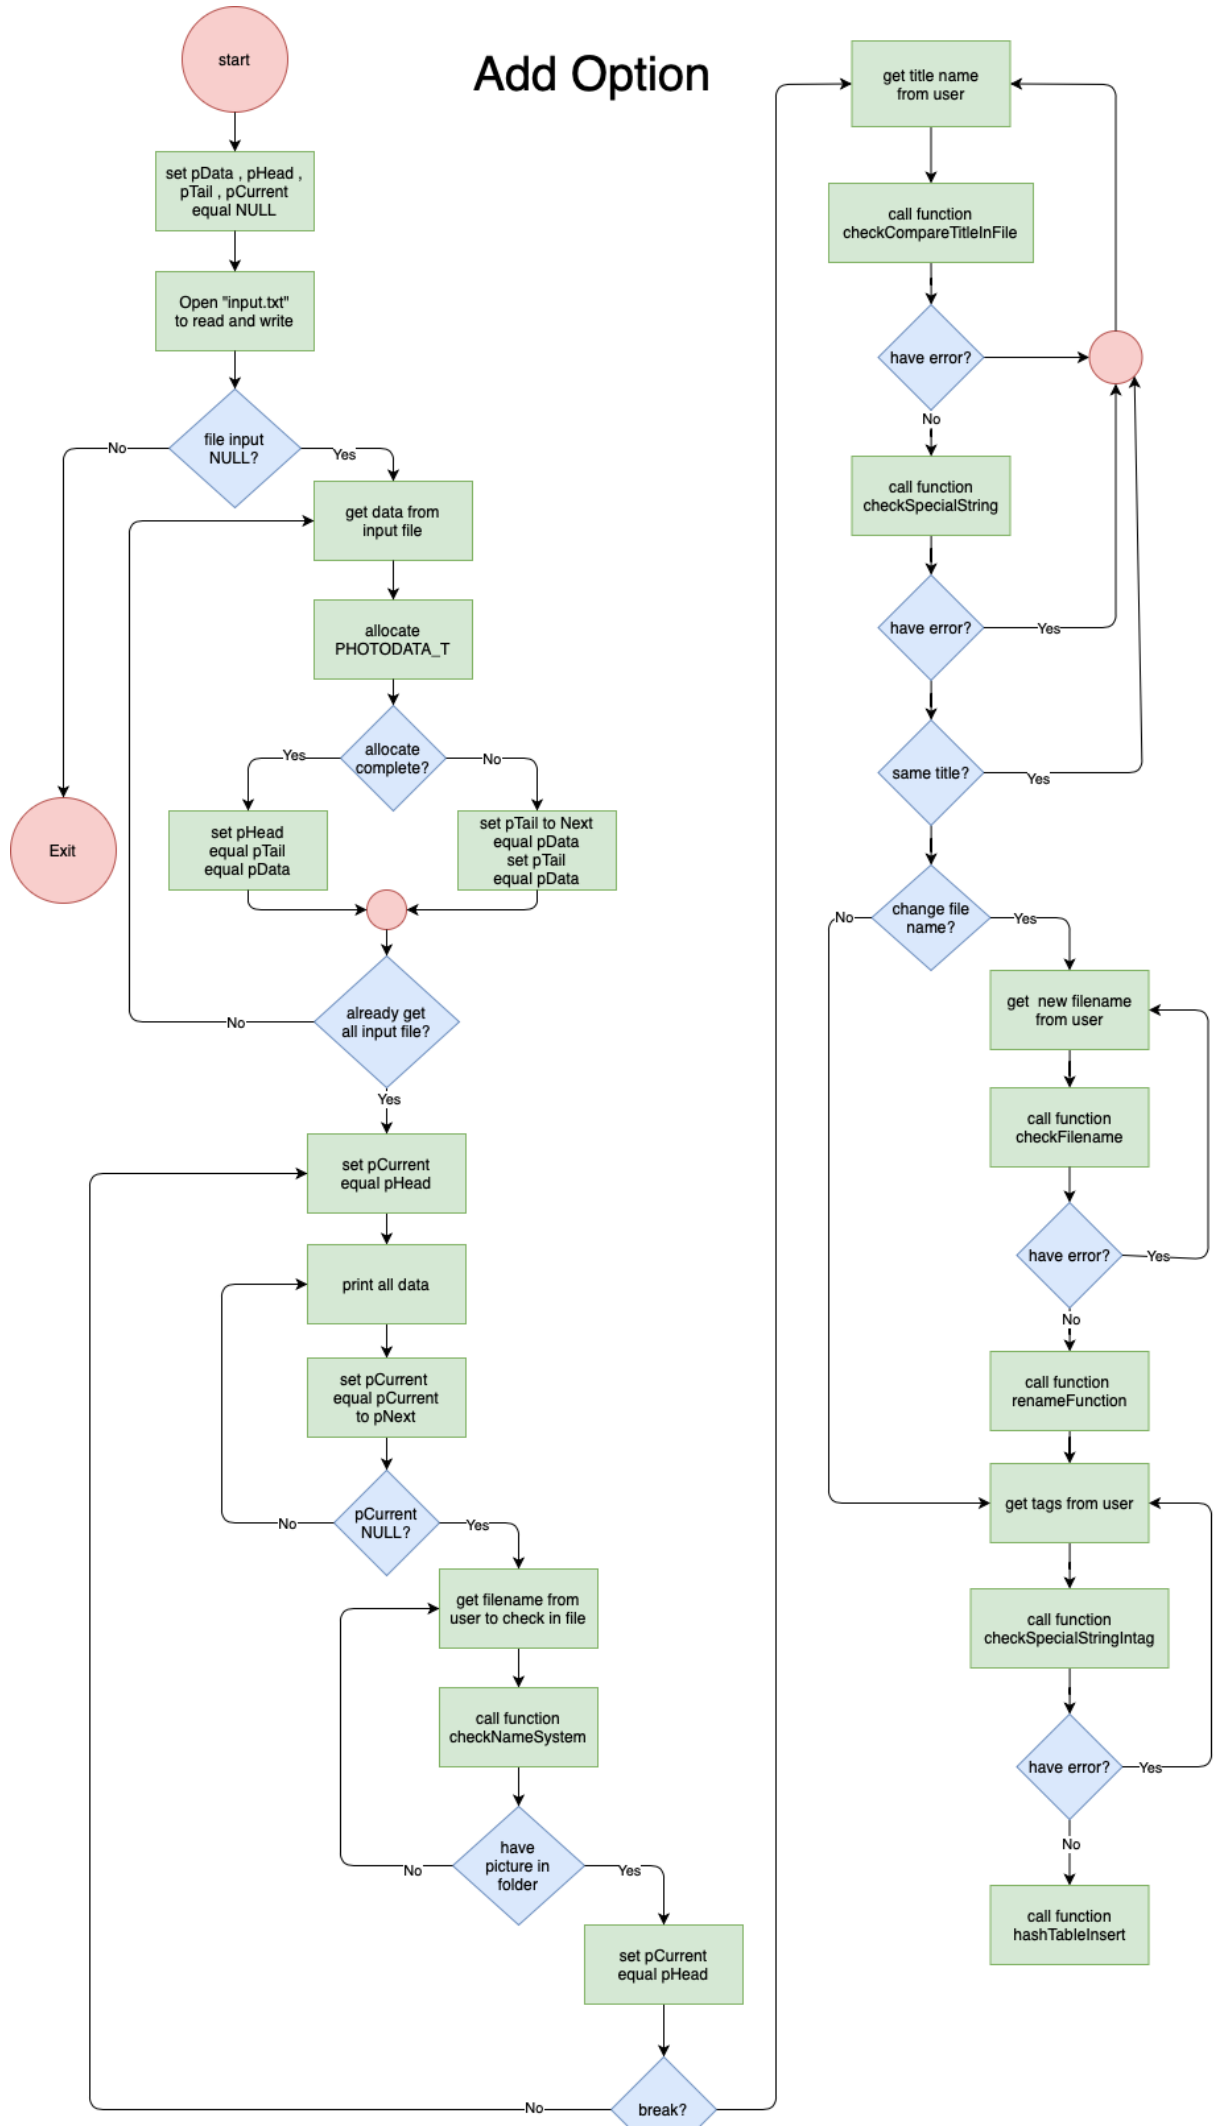 Add Option
start
set pData , pHead ,
pTail , pCurrent
equal NULL
Open "input.txt"
to read and write
file input
NULL?
No
Yes
get data from
input file
allocate
PHOTODATA_T
allocate
complete?
Yes
No
set pHead
equal pTail
equal pData
set pTail to Next
equal pData
set pTail
equal pData
Exit
already get
all input file?
No
Yes
set pCurrent
equal pHead
print all data
set pCurrent
equal pCurrent
to pNext
pCurrent
NULL?
No
Yes
get filename from
user to check in file
call function
checkNameSystem
have
picture in
folder
No
Yes
set pCurrent
equal pHead
break?
No
get title name
from user
call function
checkCompareTitleInFile
have error?
No
call function
checkSpecialString
have error?
Yes
same title?
Yes
change file
name?
No
Yes
get  new filename
from user
call function
checkFilename
have error?
Yes
No
call function
renameFunction
get tags from user
call function
checkSpecialStringIntag
have error?
Yes
No
call function
hashTableInsert